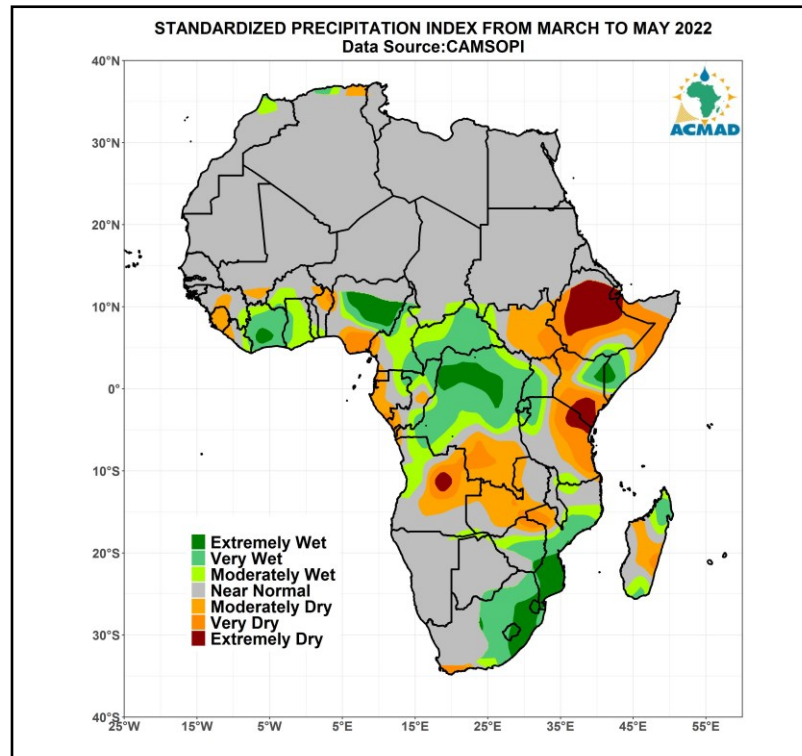 STANDARDIZED PRECIPITATION INDEX FROM MARCH TO MAY 2022
Data Source:CAMSOPI
40°N
ACMAD
30°N
20°N
10°N
0°
10°S
Extremely Wet
Very Wet
Moderately Wet
20°S
Near Normal
Moderately Dry
Very Dry
30°S
Extremely Dry
40°S
25°W 15°W 5°W 5°E 15°E 25°E 35°E 45°E 55°E